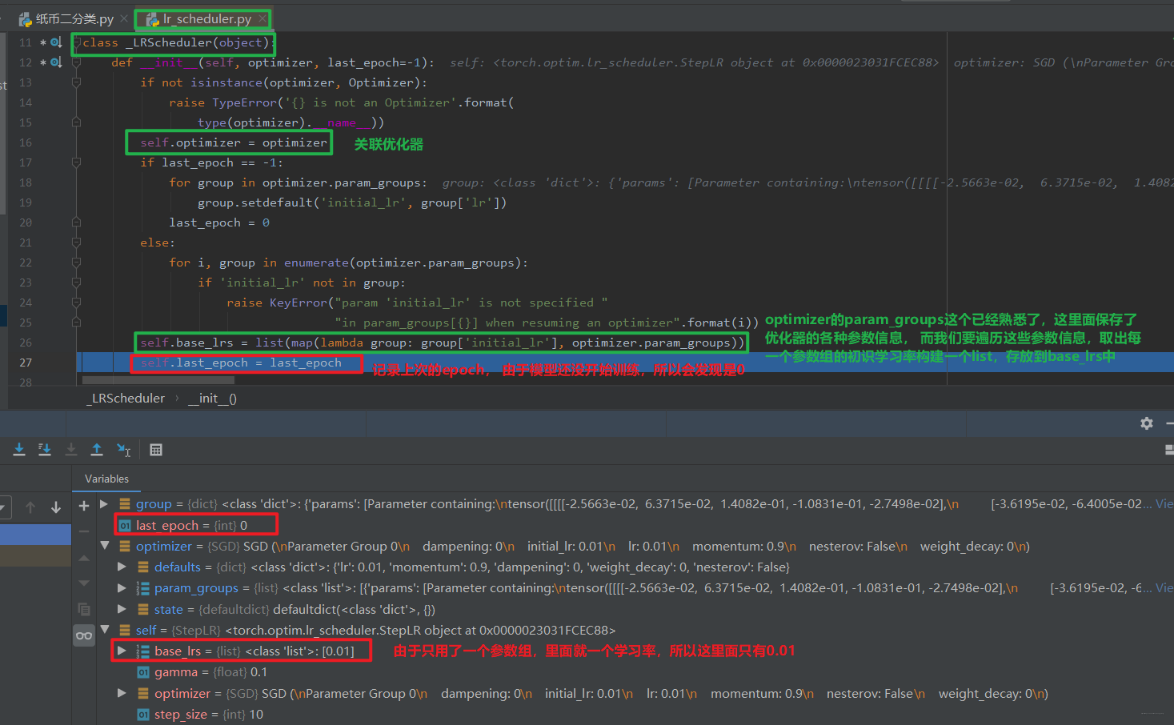 纸币二分类.py × lr_scheduler.py ×
11 class _LRScheduler(object):
12 def __init__(self, optimizer, last_epoch=-1): self: <torch.optim.lr_scheduler.StepLR object at 0x0000023031FCEC88> optimizer: SGD (\nParameter Gro
13 if not isinstance(optimizer, Optimizer):
14 raise TypeError('{} is not an Optimizer'.format(
15 type(optimizer).__name__))
16 self.optimizer = optimizer 关联优化器
17 if last_epoch == -1:
18 for group in optimizer.param_groups: group: <class 'dict'>: {'params': [Parameter containing:\ntensor([[[[-2.5663e-02, 6.3715e-02, 1.4082
19 group.setdefault('initial_lr', group['lr'])
20 last_epoch = 0
21 else:
22 for i, group in enumerate(optimizer.param_groups):
23 if 'initial_lr' not in group:
24 raise KeyError("param 'initial_lr' is not specified "
25 "in param_groups[{}] when resuming an optimizer".format(i))
optimizer的param_groups这个已经熟悉了，这里面保存了
优化器的各种参数信息， 而我们要遍历这些参数信息，取出每
一个参数组的初识学习率构建一个list，存放到base_lrs中
26 self.base_lrs = list(map(lambda group: group['initial_lr'], optimizer.param_groups))
27 self.last_epoch = last_epoch 记录上次的epoch， 由于模型还没开始训练，所以会发现是0
28
_LRScheduler › __init__()
Variables
group = {dict} <class 'dict'>: {'params': [Parameter containing:\ntensor([[[[-2.5663e-02, 6.3715e-02, 1.4082e-01, -1.0831e-01, -2.7498e-02],\n [-3.6195e-02, -6.4005e-02... Vie
last_epoch = {int} 0
optimizer = {SGD} SGD (\nParameter Group 0\n dampening: 0\n initial_lr: 0.01\n lr: 0.01\n momentum: 0.9\n nesterov: False\n weight_decay: 0\n)
defaults = {dict} <class 'dict'>: {'lr': 0.01, 'momentum': 0.9, 'dampening': 0, 'weight_decay': 0, 'nesterov': False}
param_groups = {list} <class 'list'>: [{'params': [Parameter containing:\ntensor([[[[-2.5663e-02, 6.3715e-02, 1.4082e-01, -1.0831e-01, -2.7498e-02],\n [-3.6195e-02, -6... Vie
state = {defaultdict} defaultdict(<class 'dict'>, {})
self = {StepLR} <torch.optim.lr_scheduler.StepLR object at 0x0000023031FCEC88>
base_lrs = {list} <class 'list'>: [0.01] 由于只用了一个参数组，里面就一个学习率，所以这里面只有0.01
gamma = {float} 0.1
optimizer = {SGD} SGD (\nParameter Group 0\n dampening: 0\n initial_lr: 0.01\n lr: 0.01\n momentum: 0.9\n nesterov: False\n weight_decay: 0\n)
step_size = {int} 10